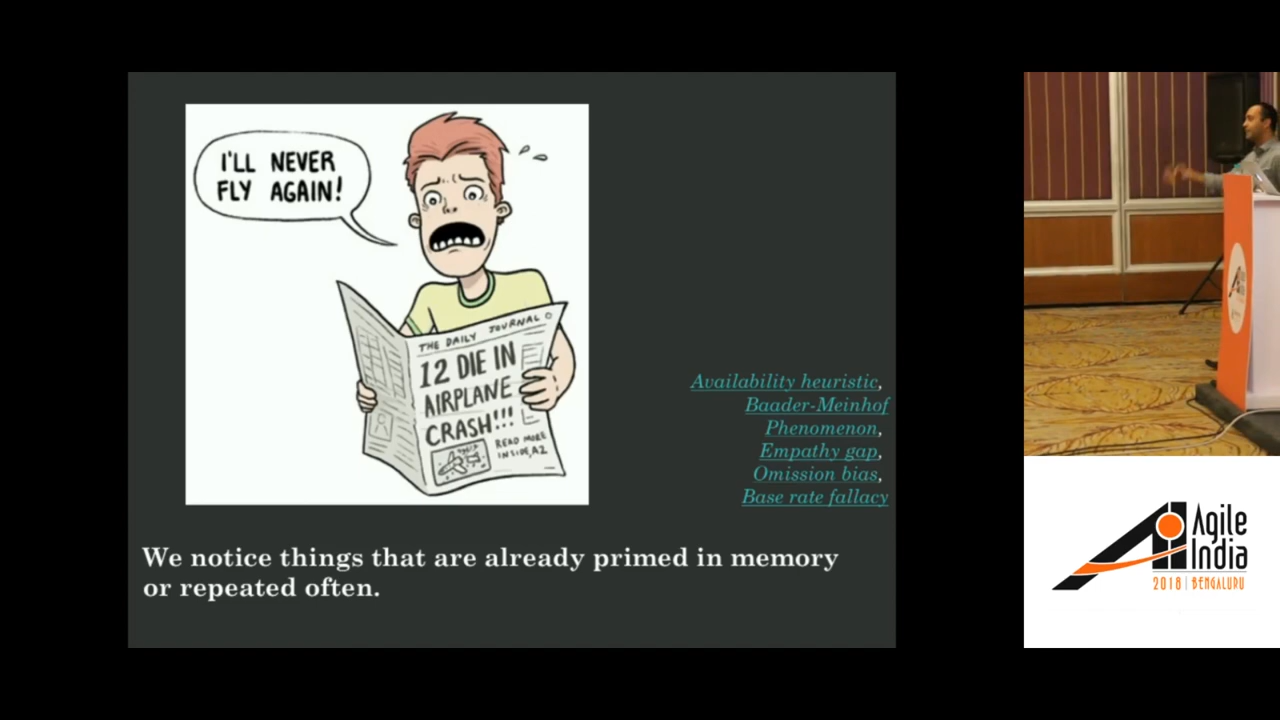 I'LL NEVER
FLY AGAIN!
THE DAILY JOURNAL
12 DIE IN
AIRPLANE
CRASH!!!
READ MORE
INSIDE, A2
Availability heuristic,
Baader-Meinhof
Phenomenon,
Empathy gap,
Omission bias,
Base rate fallacy
We notice things that are already primed in memory
or repeated often.
Agile
India
2018 | BENGALURU